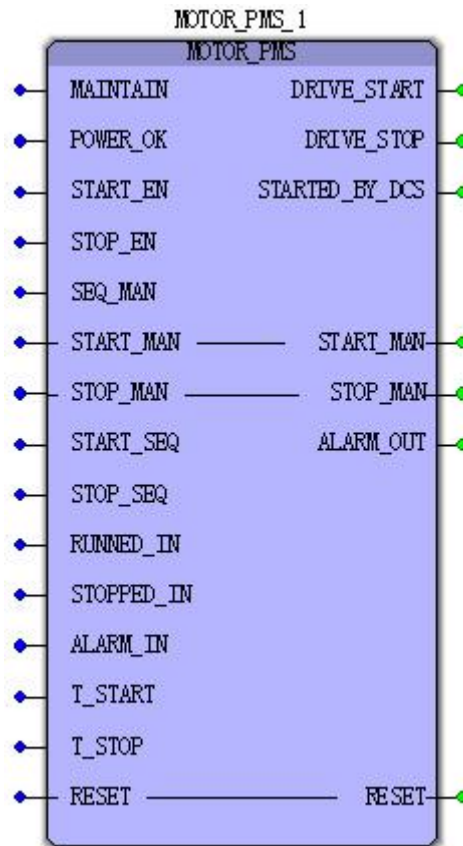 MOTOR_PMS_1
MOTOR_PMS
MAINTAIN DRIVE_START
POWER_OK DRIVE_STOP
START_EN STARTED_BY_DCS
STOP_EN
SEQ_MAN
START_MAN START_MAN
STOP_MAN STOP_MAN
START_SEQ ALARM_OUT
STOP_SEQ
RUNNED_IN
STOPPED_IN
ALARM_IN
T_START
T_STOP
RESET RESET